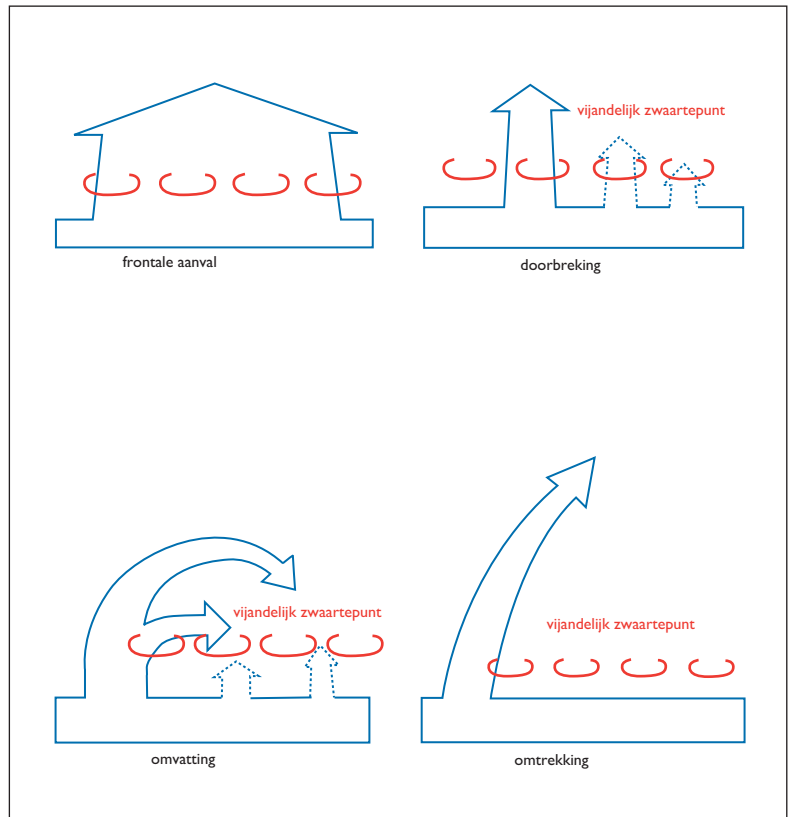 vijandelijk zwaartepunt
frontale aanval
doorbreking
vijandelijk zwaartepunt
vijandelijk zwaartepunt
omvatting
omtrekking